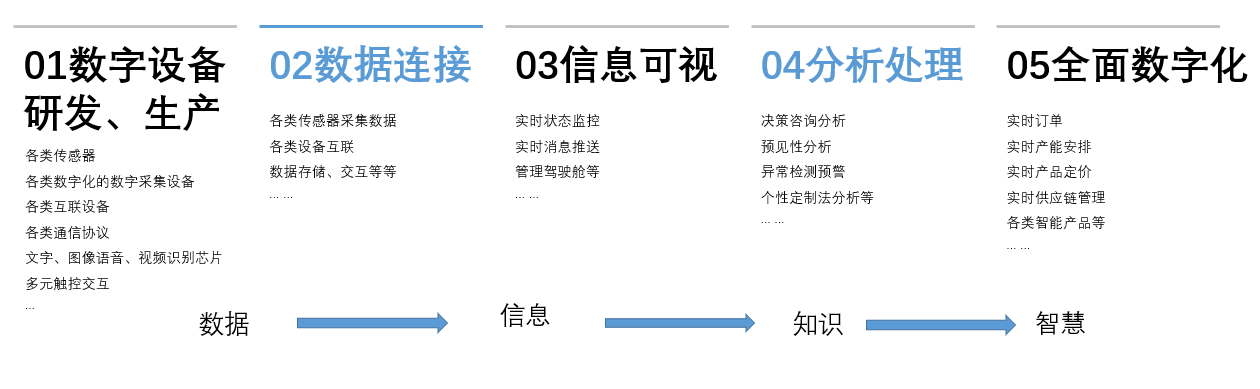 01数字设备
研发、生产
各类传感器
各类数字化的数字采集设备
各类互联设备
各类通信协议
文字、图像语音、视频识别芯片
多元触控交互
...
02数据连接
各类传感器采集数据
各类设备互联
数据存储、交互等等
... ...
03信息可视
实时状态监控
实时消息推送
管理驾驶舱等
... ...
04分析处理
决策咨询分析
预见性分析
异常检测预警
个性定制法分析等
... ...
05全面数字化
实时订单
实时产能安排
实时产品定价
实时供应链管理
各类智能产品等
... ...
数据
信息
知识
智慧